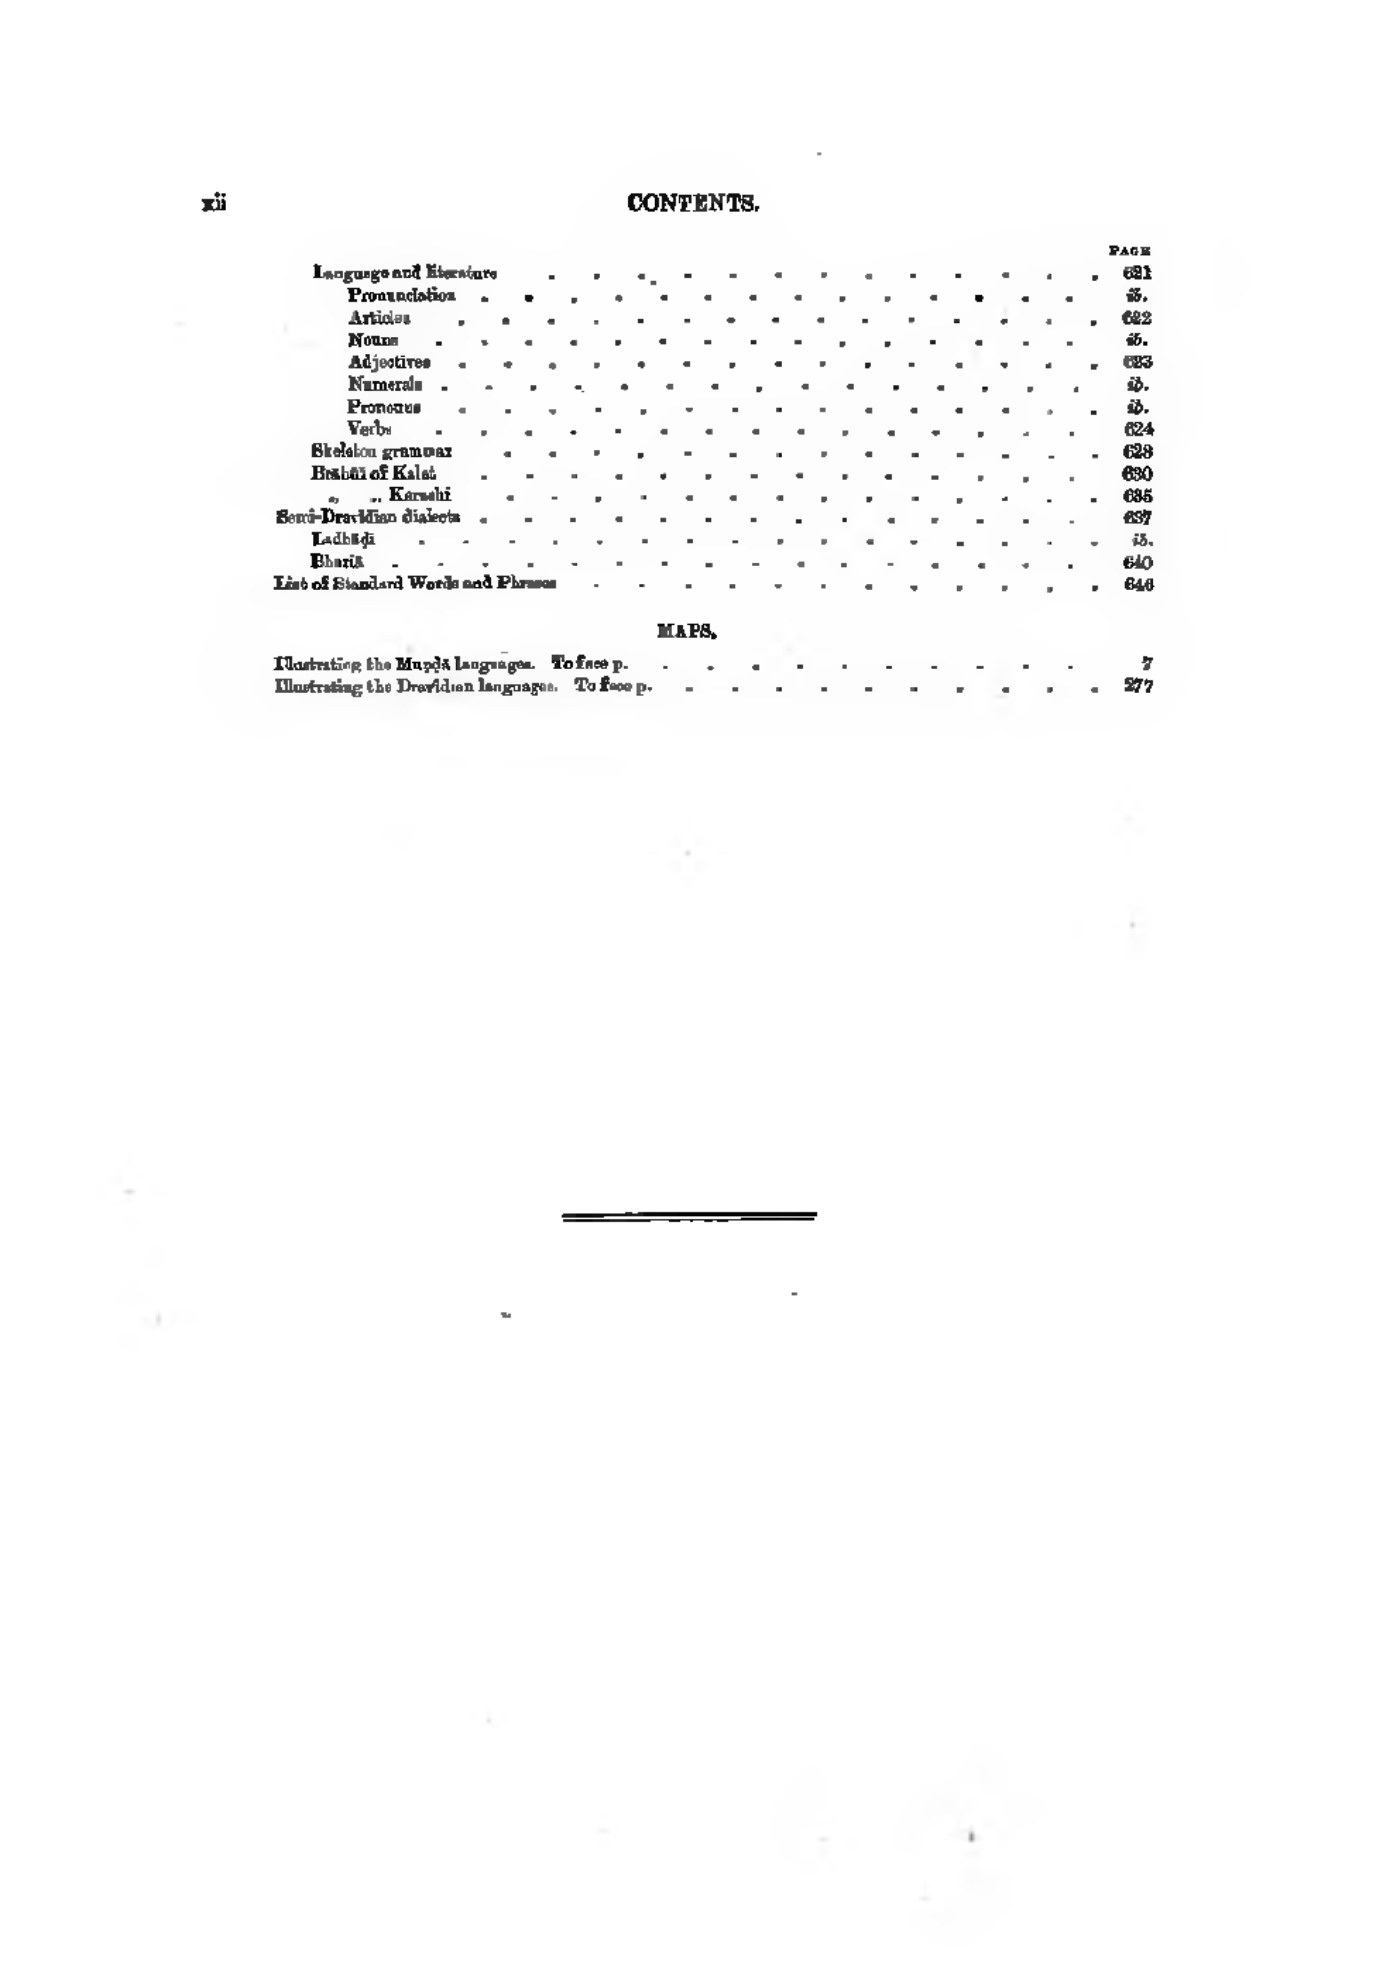 xii CONTENTS.
PAGE
Language and literature . . . . . . . . . . . . . 621
Pronunciation . . . . . . . . . . . . . . ib.
Articles . . . . . . . . . . . . . . . 622
Nouns . . . . . . . . . . . . . . . ib.
Adjectives . . . . . . . . . . . . . . . 623
Numerals . . . . . . . . . . . . . . . ib.
Pronouns . . . . . . . . . . . . . . . ib.
Verbs . . . . . . . . . . . . . . . 624
Skeleton grammar . . . . . . . . . . . . . . 628
Brāhūī of Kalat . . . . . . . . . . . . . . 630
„ „ Karachi . . . . . . . . . . . . . . 635
Semi-Dravidian dialects . . . . . . . . . . . . . . 637
Ladhāḍī . . . . . . . . . . . . . . . . ib.
Bhariā . . . . . . . . . . . . . . . . 640
List of Standard Words and Phrases . . . . . . . . . . . . 646
MAPS.
Illustrating the Muṇḍā languages. To face p. . . . . . . . . . . 7
Illustrating the Dravidian languages. To face p. . . . . . . . . . . 277